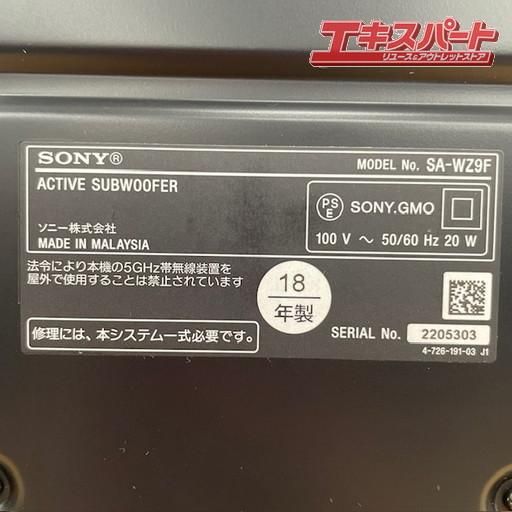 エキスパート
リユース&アウトレットストア
SONY®
MODEL No. SA-WZ9F
ACTIVE SUBWOOFER
PS
E
SONY.GMO
100 V ～ 50/60 Hz 20 W
ソニー株式会社
MADE IN MALAYSIA
法令により本機の5GHz帯無線装置を
屋外で使用することは禁止されています
18
年製
修理には、本システム一式必要です。
SERIAL No. 2205303
4-726-191-03 J1